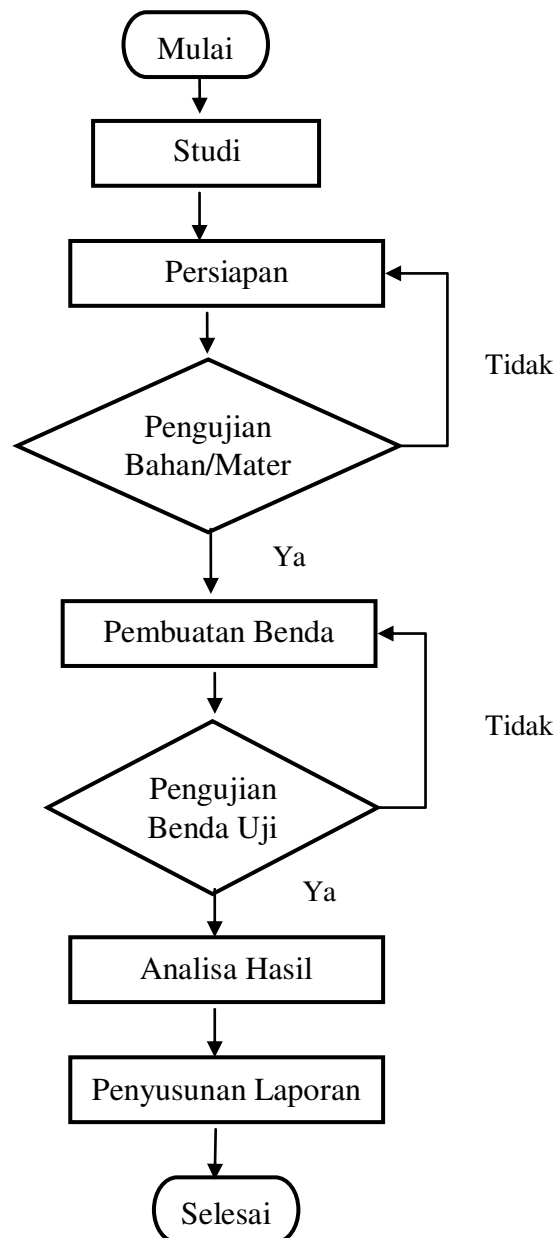 Mulai
Studi
Persiapan
Tidak
Pengujian
Bahan/Mater
Ya
Pembuatan Benda
Tidak
Pengujian
Benda Uji
Ya
Analisa Hasil
Penyusunan Laporan
Selesai